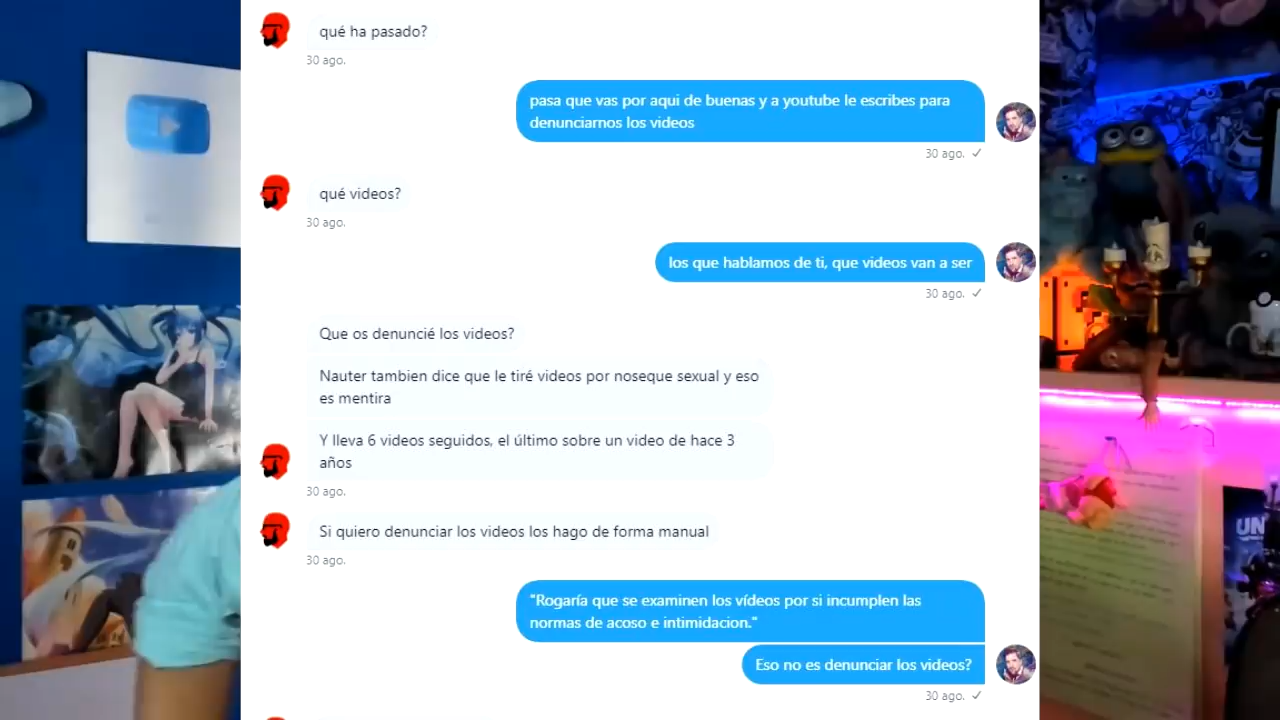 qué ha pasado?
30 ago.
pasa que vas por aqui de buenas y a youtube le escribes para
denunciarnos los videos
30 ago. ✓
qué videos?
30 ago.
los que hablamos de ti, que videos van a ser
30 ago. ✓
Que os denuncié los videos?
Nauter tambien dice que le tiré videos por noseque sexual y eso
es mentira
Y lleva 6 videos seguidos, el último sobre un video de hace 3
años
30 ago.
Si quiero denunciar los videos los hago de forma manual
30 ago.
"Rogaría que se examinen los vídeos por si incumplen las
normas de acoso e intimidacion."
Eso no es denunciar los videos?
30 ago. ✓
UN